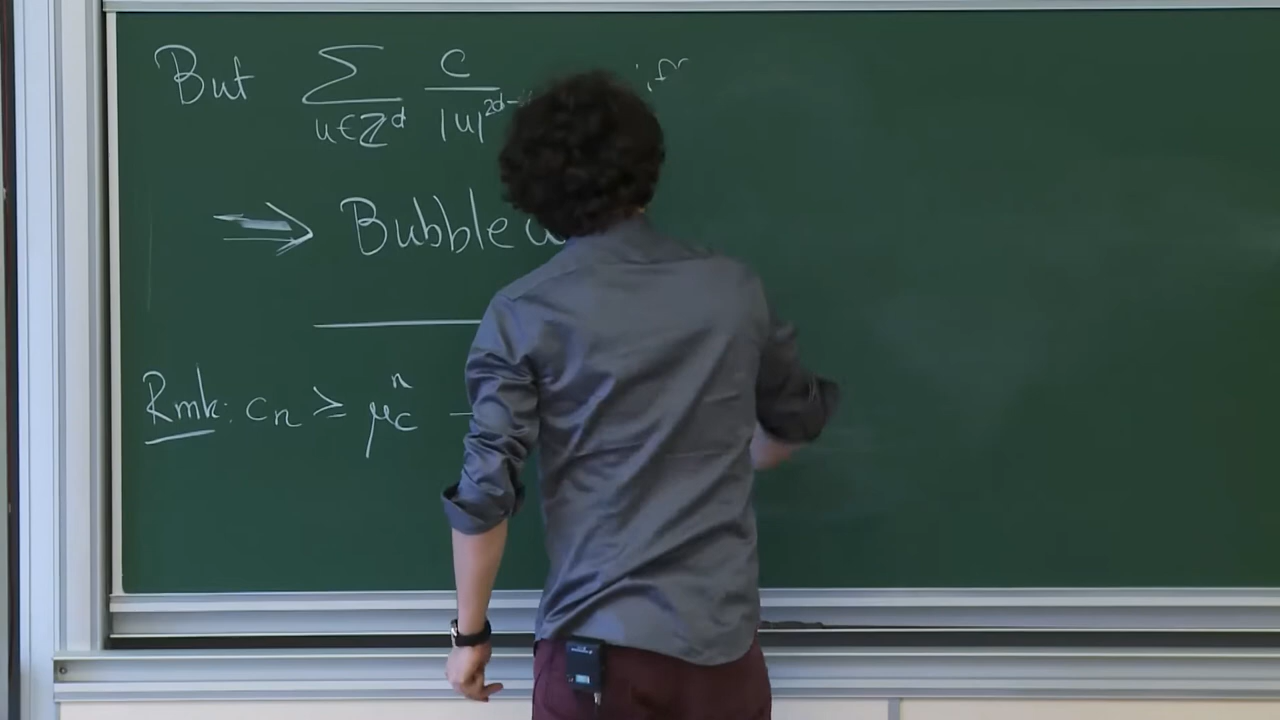 But ∑_{u∈ℤ^d} c / |u|^{2d-
⇒ Bubble
Rmk: c_n ≥ μ_c^n